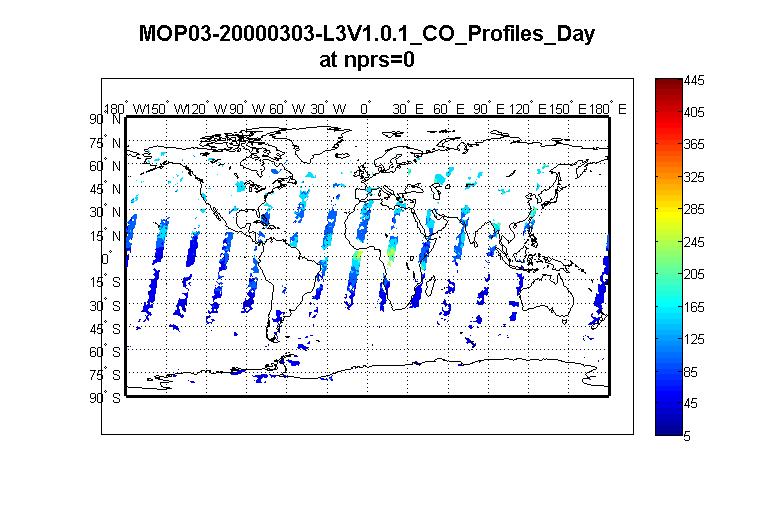 MOP03-20000303-L3V1.0.1_CO_Profiles_Day
at nprs=0
180° W 150° W 120° W 90° W 60° W 30° W 0° 30° E 60° E 90° E 120° E 150° E 180° E
90° N
75° N
60° N
45° N
30° N
15° N
0°
15° S
30° S
45° S
60° S
75° S
90° S
445
405
365
325
285
245
205
165
125
85
45
5